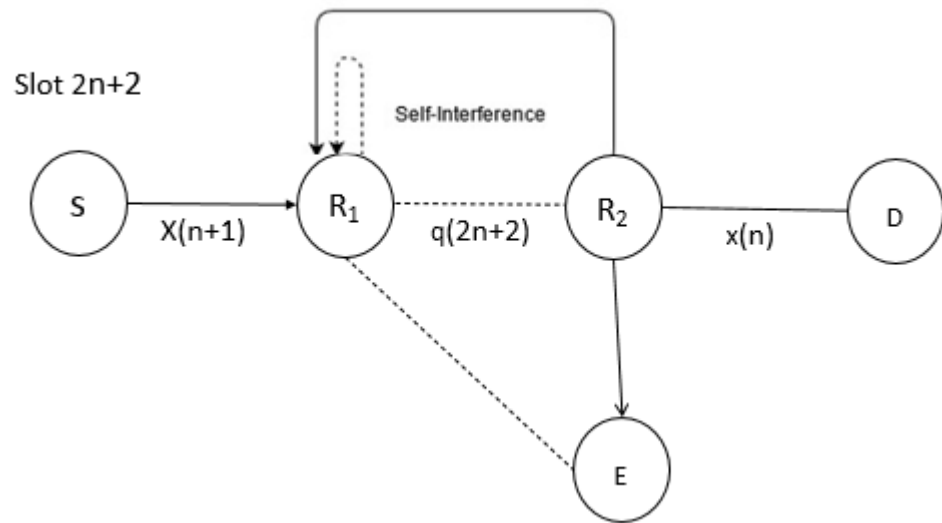 Slot 2n+2
Self-Interference
S
R₁
R₂
D
X(n+1)
q(2n+2)
x(n)
E